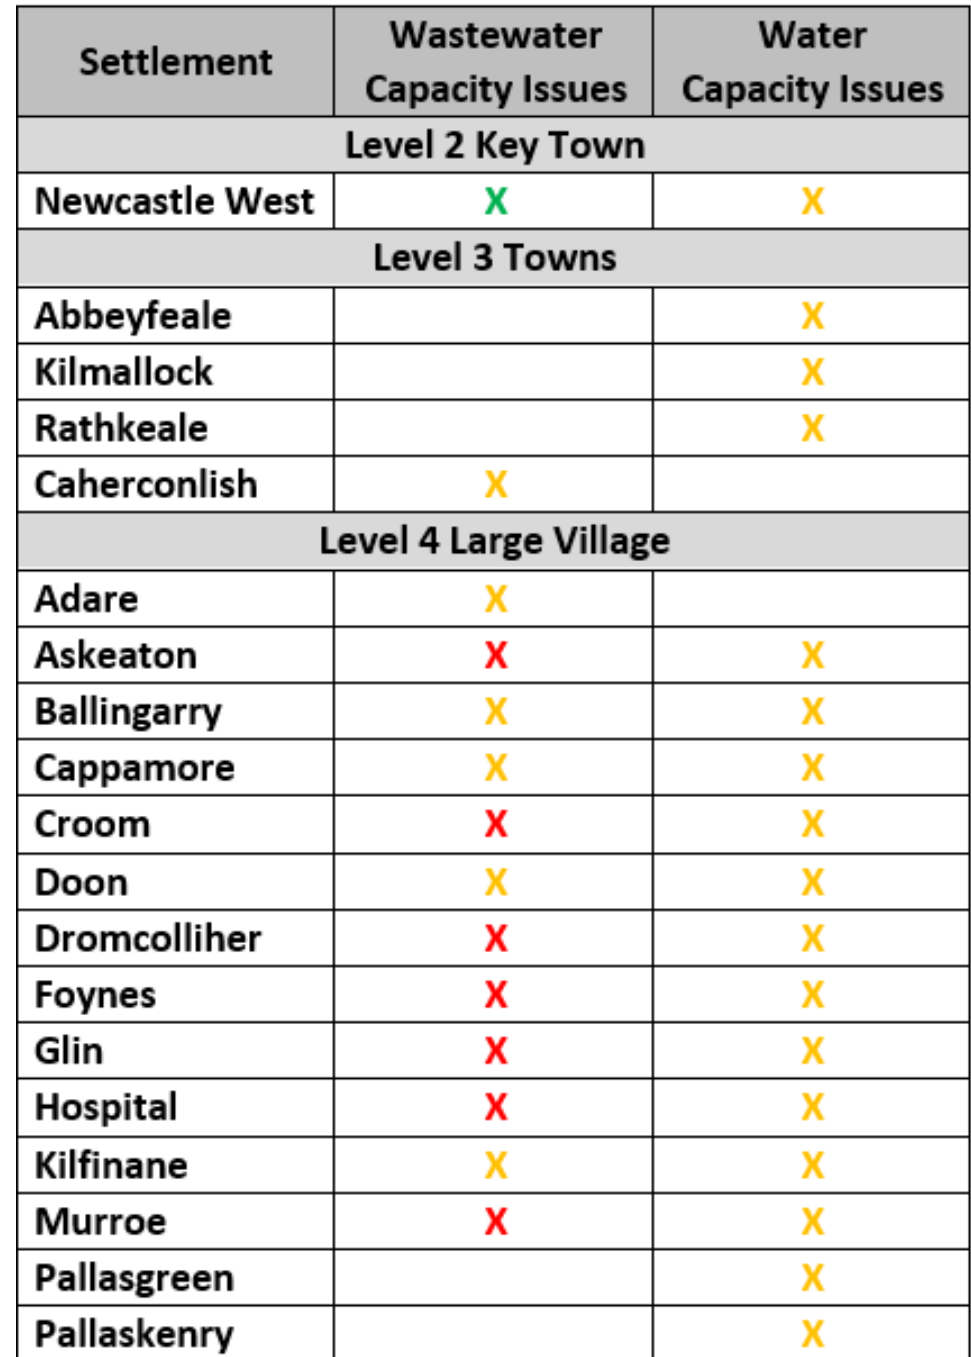 Settlement Wastewater Capacity Issues Water Capacity Issues
Level 2 Key Town
Newcastle West X X
Level 3 Towns
Abbeyfeale X
Kilmallock X
Rathkeale X
Caherconlish X
Level 4 Large Village
Adare X
Askeaton X X
Ballingarry X X
Cappamore X X
Croom X X
Doon X X
Dromcolliher X X
Foynes X X
Glin X X
Hospital X X
Kilfinane X X
Murroe X X
Pallasgreen X
Pallaskenry X